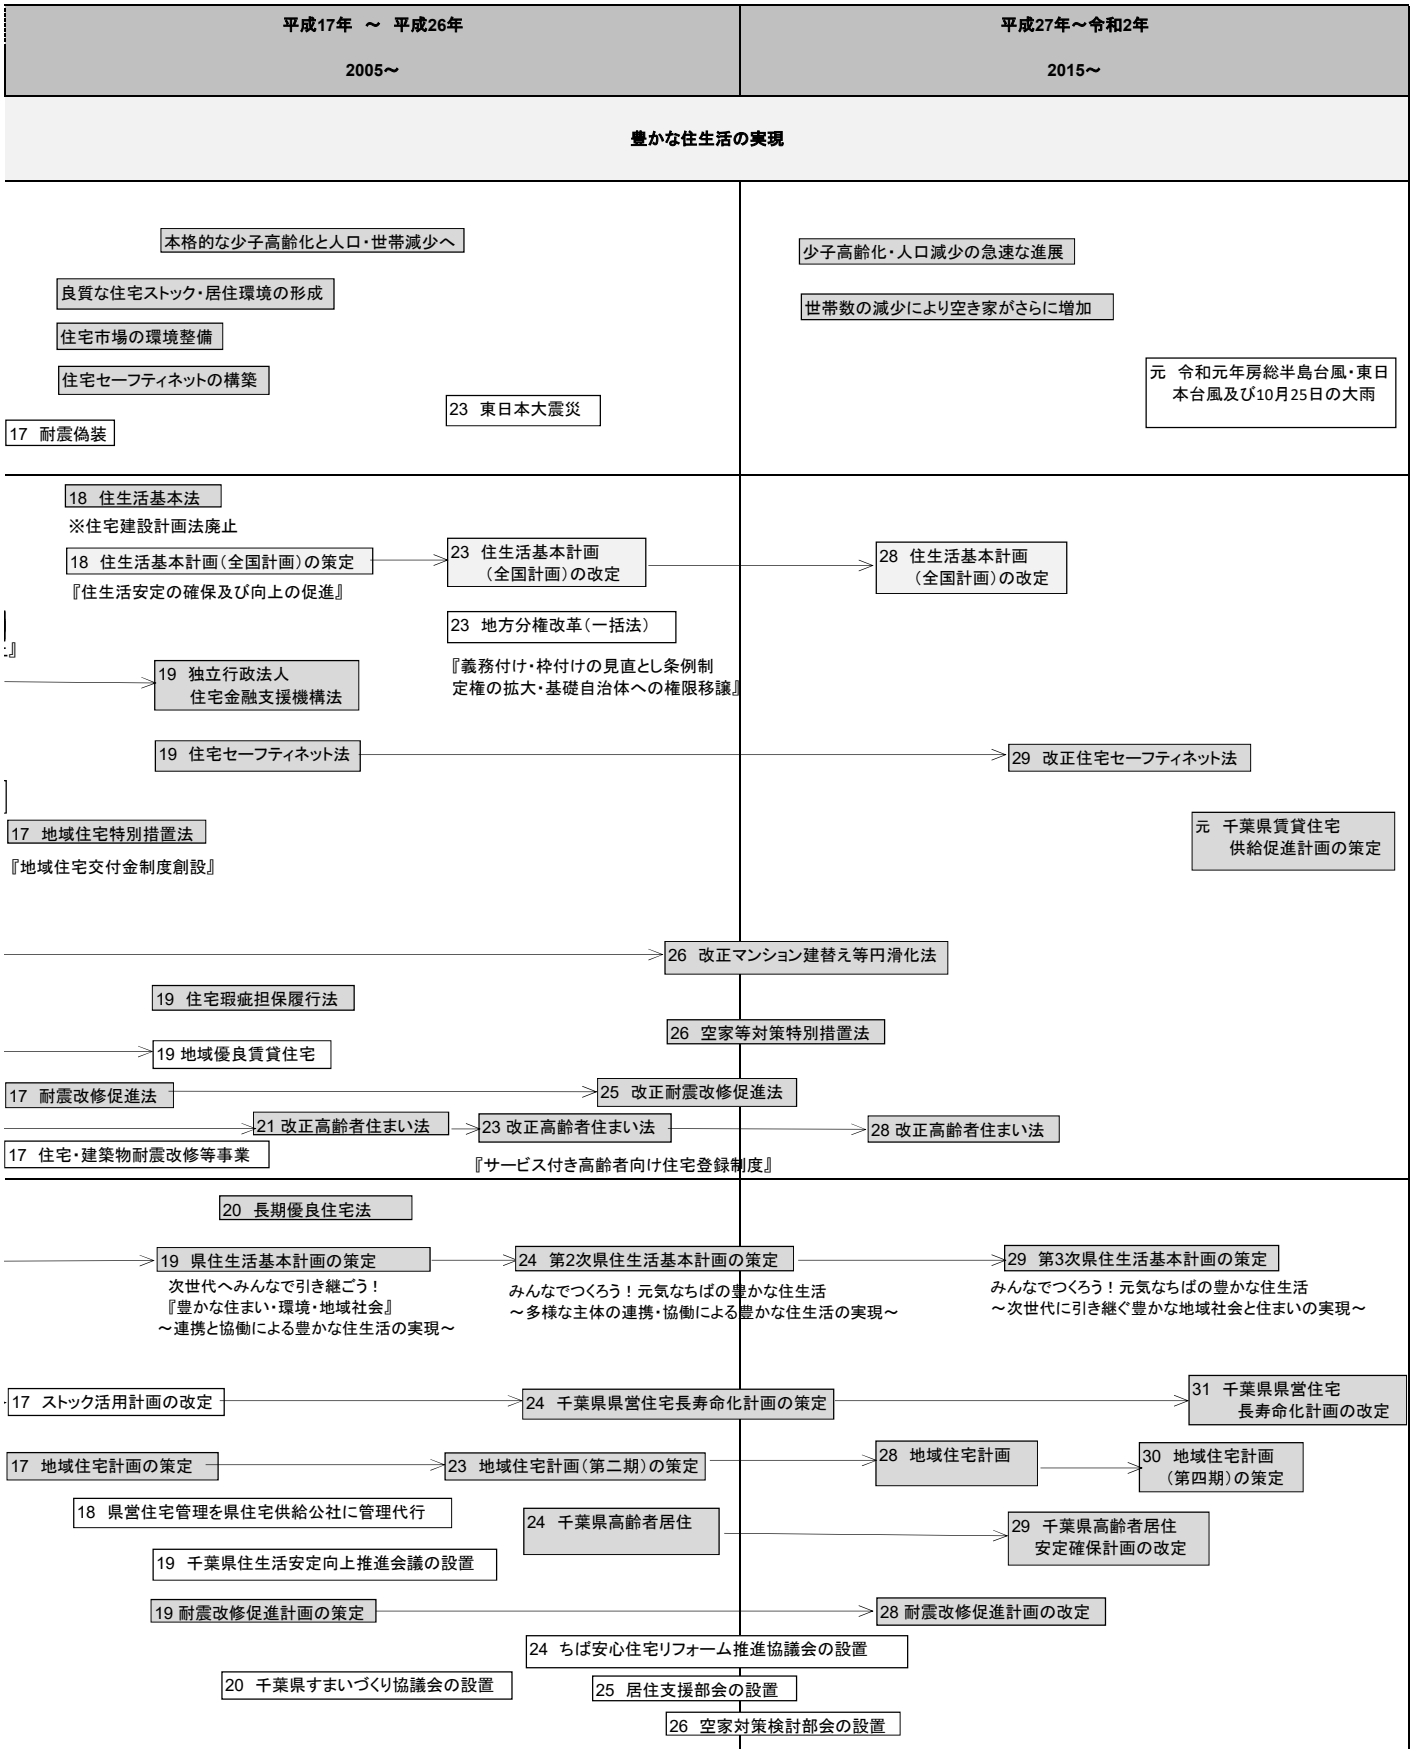 平成17年 ～ 平成26年
2005～
平成27年～令和2年
2015～
豊かな住生活の実現
本格的な少子高齢化と人口・世帯減少へ
良質な住宅ストック・居住環境の形成
住宅市場の環境整備
住宅セーフティネットの構築
23 東日本大震災
17 耐震偽装
少子高齢化・人口減少の急速な進展
世帯数の減少により空き家がさらに増加
元 令和元年房総半島台風・東日
本台風及び10月25日の大雨
18 住生活基本法
※住宅建設計画法廃止
18 住生活基本計画（全国計画）の策定
『住生活安定の確保及び向上の促進』
23 住生活基本計画
（全国計画）の改定
28 住生活基本計画
（全国計画）の改定
23 地方分権改革（一括法）
『義務付け・枠付けの見直とし条例制
定権の拡大・基礎自治体への権限移譲』
』
19 独立行政法人
住宅金融支援機構法
19 住宅セーフティネット法
29 改正住宅セーフティネット法
17 地域住宅特別措置法
『地域住宅交付金制度創設』
元 千葉県賃貸住宅
供給促進計画の策定
26 改正マンション建替え等円滑化法
19 住宅瑕疵担保履行法
26 空家等対策特別措置法
19 地域優良賃貸住宅
17 耐震改修促進法
25 改正耐震改修促進法
21 改正高齢者住まい法
23 改正高齢者住まい法
28 改正高齢者住まい法
17 住宅・建築物耐震改修等事業
『サービス付き高齢者向け住宅登録制度』
20 長期優良住宅法
19 県住生活基本計画の策定
次世代へみんなで引き継ごう！
『豊かな住まい・環境・地域社会』
～連携と協働による豊かな住生活の実現～
24 第2次県住生活基本計画の策定
みんなでつくろう！元気なちばの豊かな住生活
～多様な主体の連携・協働による豊かな住生活の実現～
29 第3次県住生活基本計画の策定
みんなでつくろう！元気なちばの豊かな住生活
～次世代に引き継ぐ豊かな地域社会と住まいの実現～
17 ストック活用計画の改定
24 千葉県県営住宅長寿命化計画の策定
31 千葉県県営住宅
長寿命化計画の改定
17 地域住宅計画の策定
23 地域住宅計画（第二期）の策定
28 地域住宅計画
30 地域住宅計画
（第四期）の策定
18 県営住宅管理を県住宅供給公社に管理代行
24 千葉県高齢者居住
29 千葉県高齢者居住
安定確保計画の改定
19 千葉県住生活安定向上推進会議の設置
19 耐震改修促進計画の策定
28 耐震改修促進計画の改定
24 ちば安心住宅リフォーム推進協議会の設置
20 千葉県すまいづくり協議会の設置
25 居住支援部会の設置
26 空家対策検討部会の設置